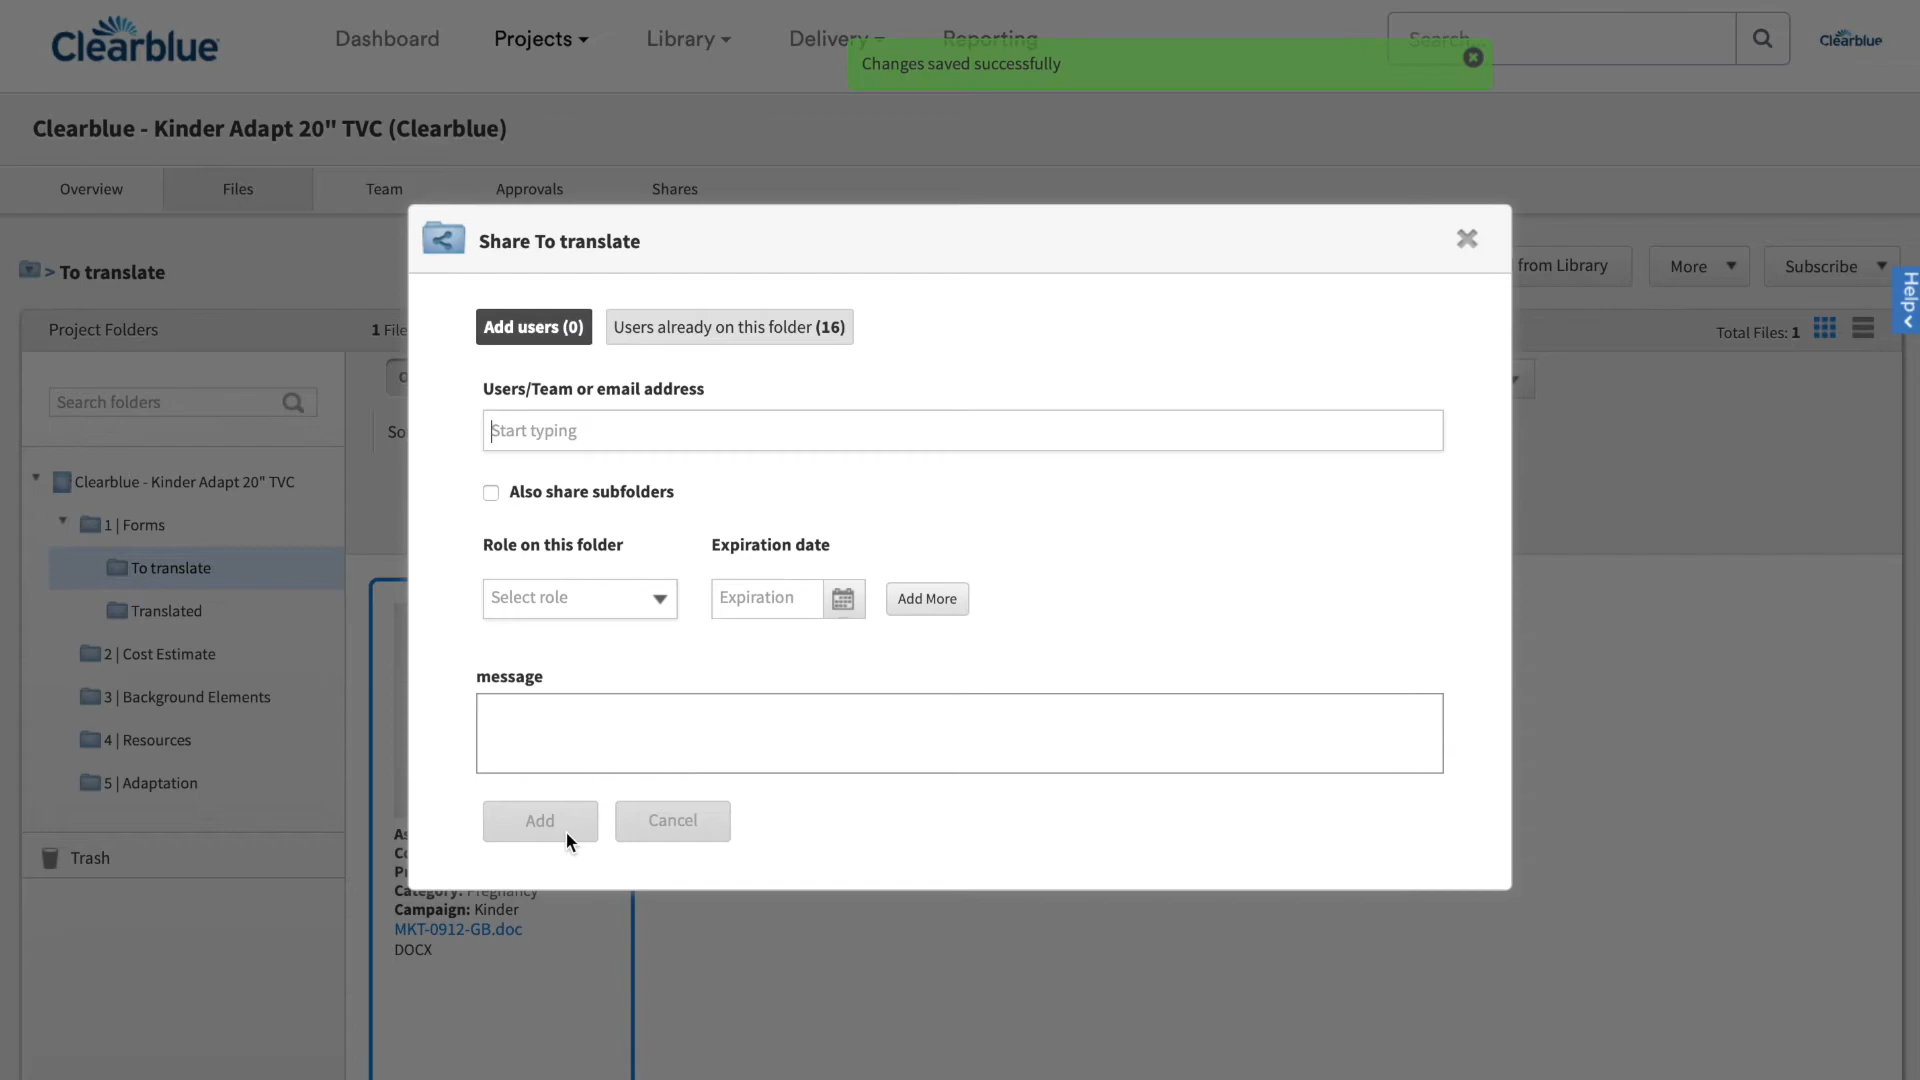 Clearblue
Dashboard
Projects
Library
Delivery
Reporting
Search
Clearblue
Changes saved successfully
Clearblue - Kinder Adapt 20" TVC (Clearblue)
Overview
Files
Team
Approvals
Shares
Share To translate
> To translate
from Library
More
Subscribe
Help
Project Folders
1
Total Files: 1
Add users (0)
Users already on this folder (16)
Users/Team or email address
Start typing
Search folders
Clearblue - Kinder Adapt 20" TVC
1 | Forms
To translate
Translated
2 | Cost Estimate
3 | Background Elements
4 | Resources
5 | Adaptation
Trash
Also share subfolders
Role on this folder
Expiration date
Select role
Expiration
Add More
message
Add
Cancel
Category: Pregnancy
Campaign: Kinder
MKT-0912-GB.doc
DOCX